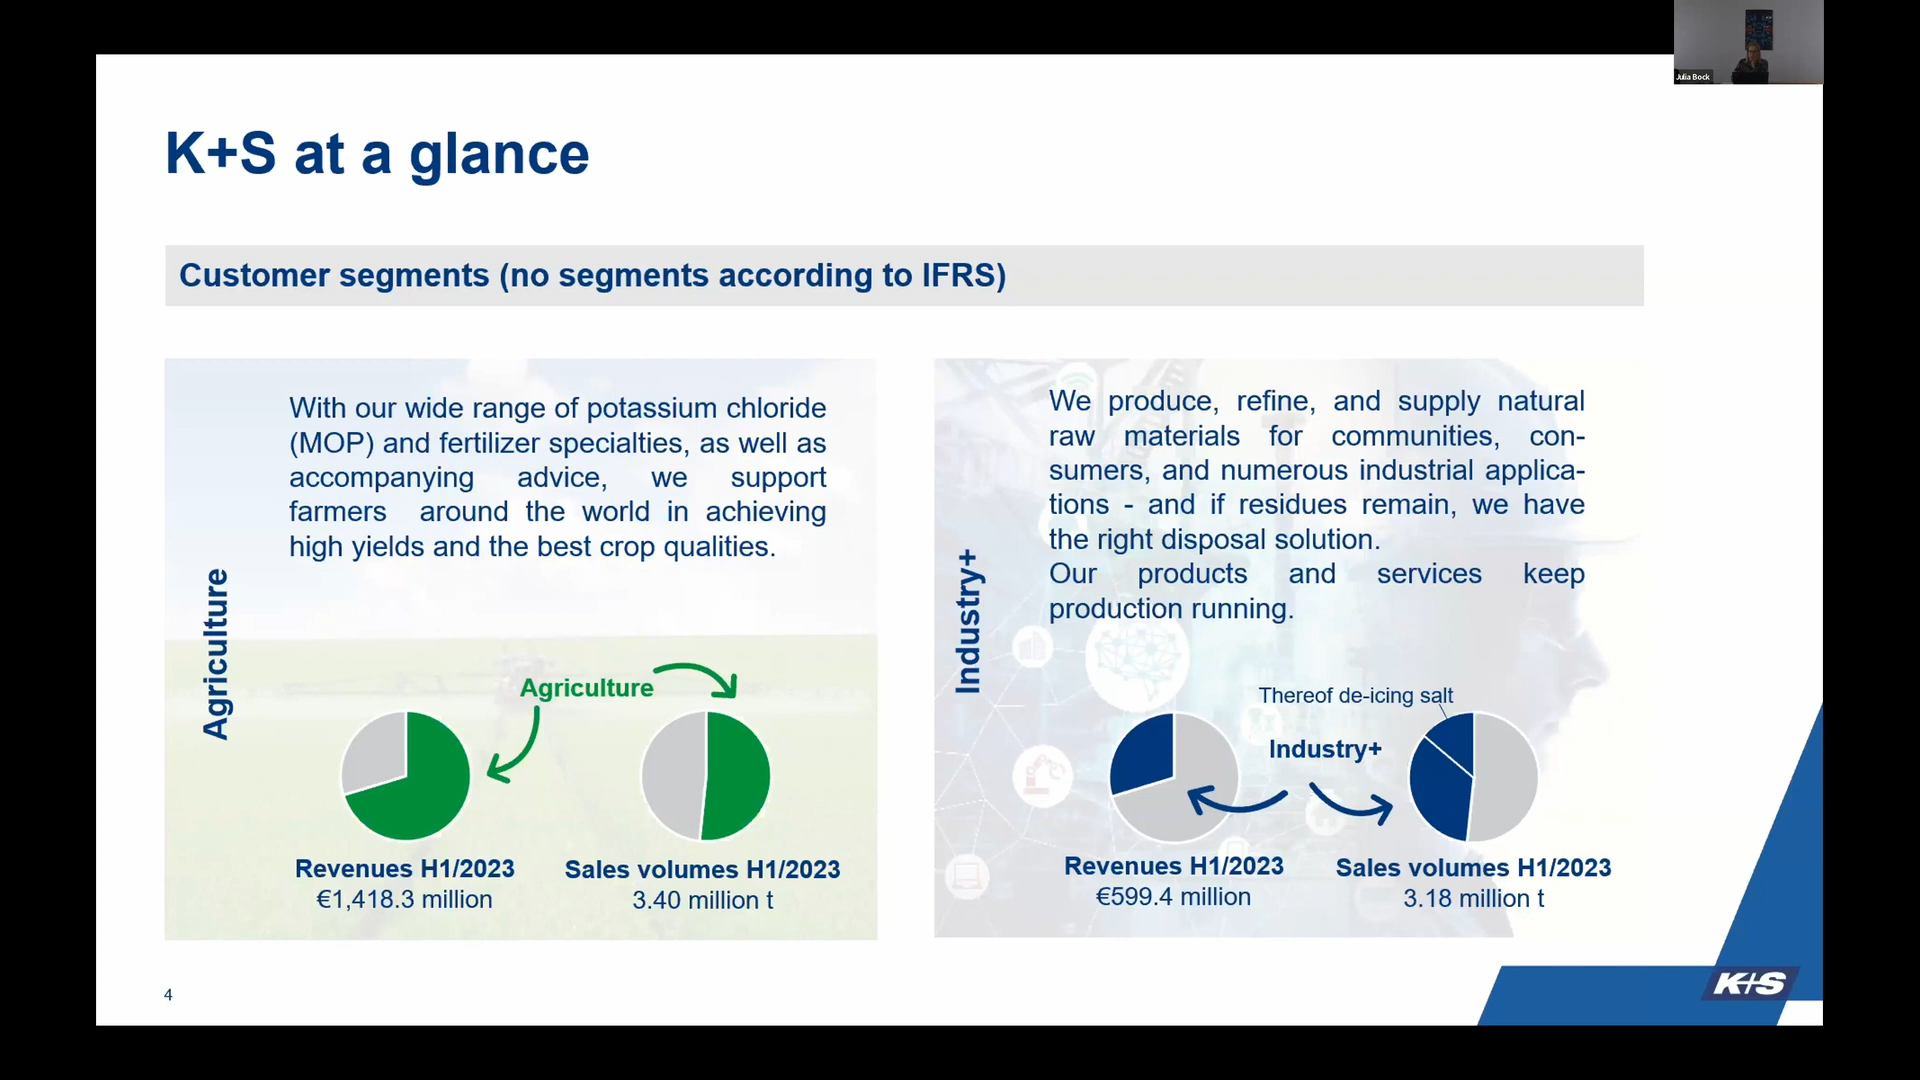 Julia Bock
K+S at a glance
Customer segments (no segments according to IFRS)
Agriculture
With our wide range of potassium chloride
(MOP) and fertilizer specialties, as well as
accompanying advice, we support
farmers around the world in achieving
high yields and the best crop qualities.
Agriculture
Revenues H1/2023
€1,418.3 million
Sales volumes H1/2023
3.40 million t
Industry+
We produce, refine, and supply natural
raw materials for communities, con-
sumers, and numerous industrial applica-
tions - and if residues remain, we have
the right disposal solution.
Our products and services keep
production running.
Thereof de-icing salt
Industry+
Revenues H1/2023
€599.4 million
Sales volumes H1/2023
3.18 million t
4
K+S